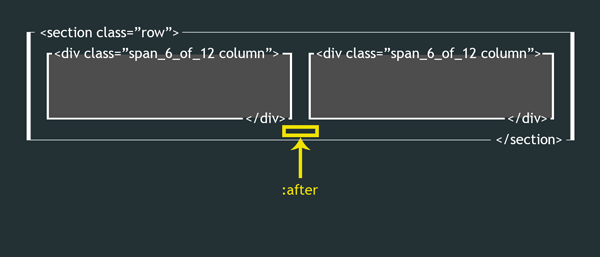 <section class=”row”>
<div class=”span_6_of_12 column”> <div class=”span_6_of_12 column”>
</div> </div>
</section>
:after